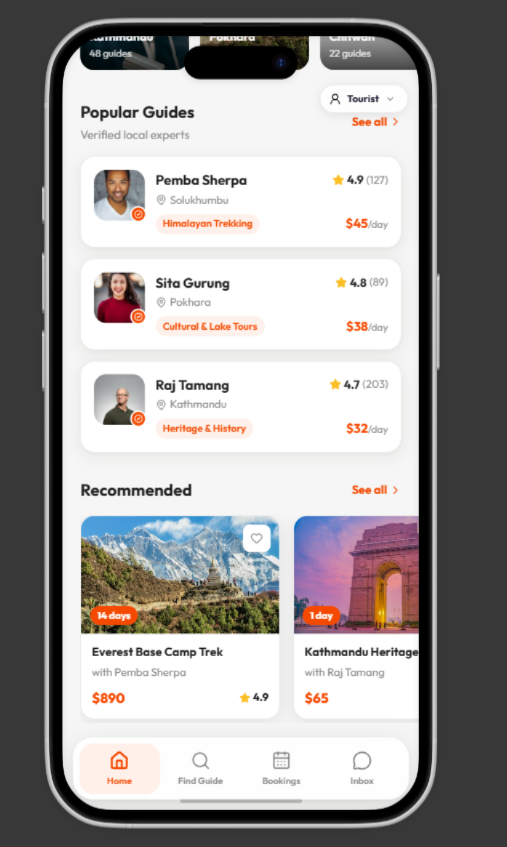 Kathmandu
Pokhara
Chitwan
48 guides
22 guides
Tourist
Popular Guides
See all
Verified local experts
Pemba Sherpa
4.9 (127)
Solukhumbu
Himalayan Trekking
$45/day
Sita Gurung
4.8 (89)
Pokhara
Cultural & Lake Tours
$38/day
Raj Tamang
4.7 (203)
Kathmandu
Heritage & History
$32/day
Recommended
See all
14 days
1 day
Everest Base Camp Trek
Kathmandu Heritage
with Pemba Sherpa
with Raj Tamang
$890
4.9
$65
Home
Find Guide
Bookings
Inbox